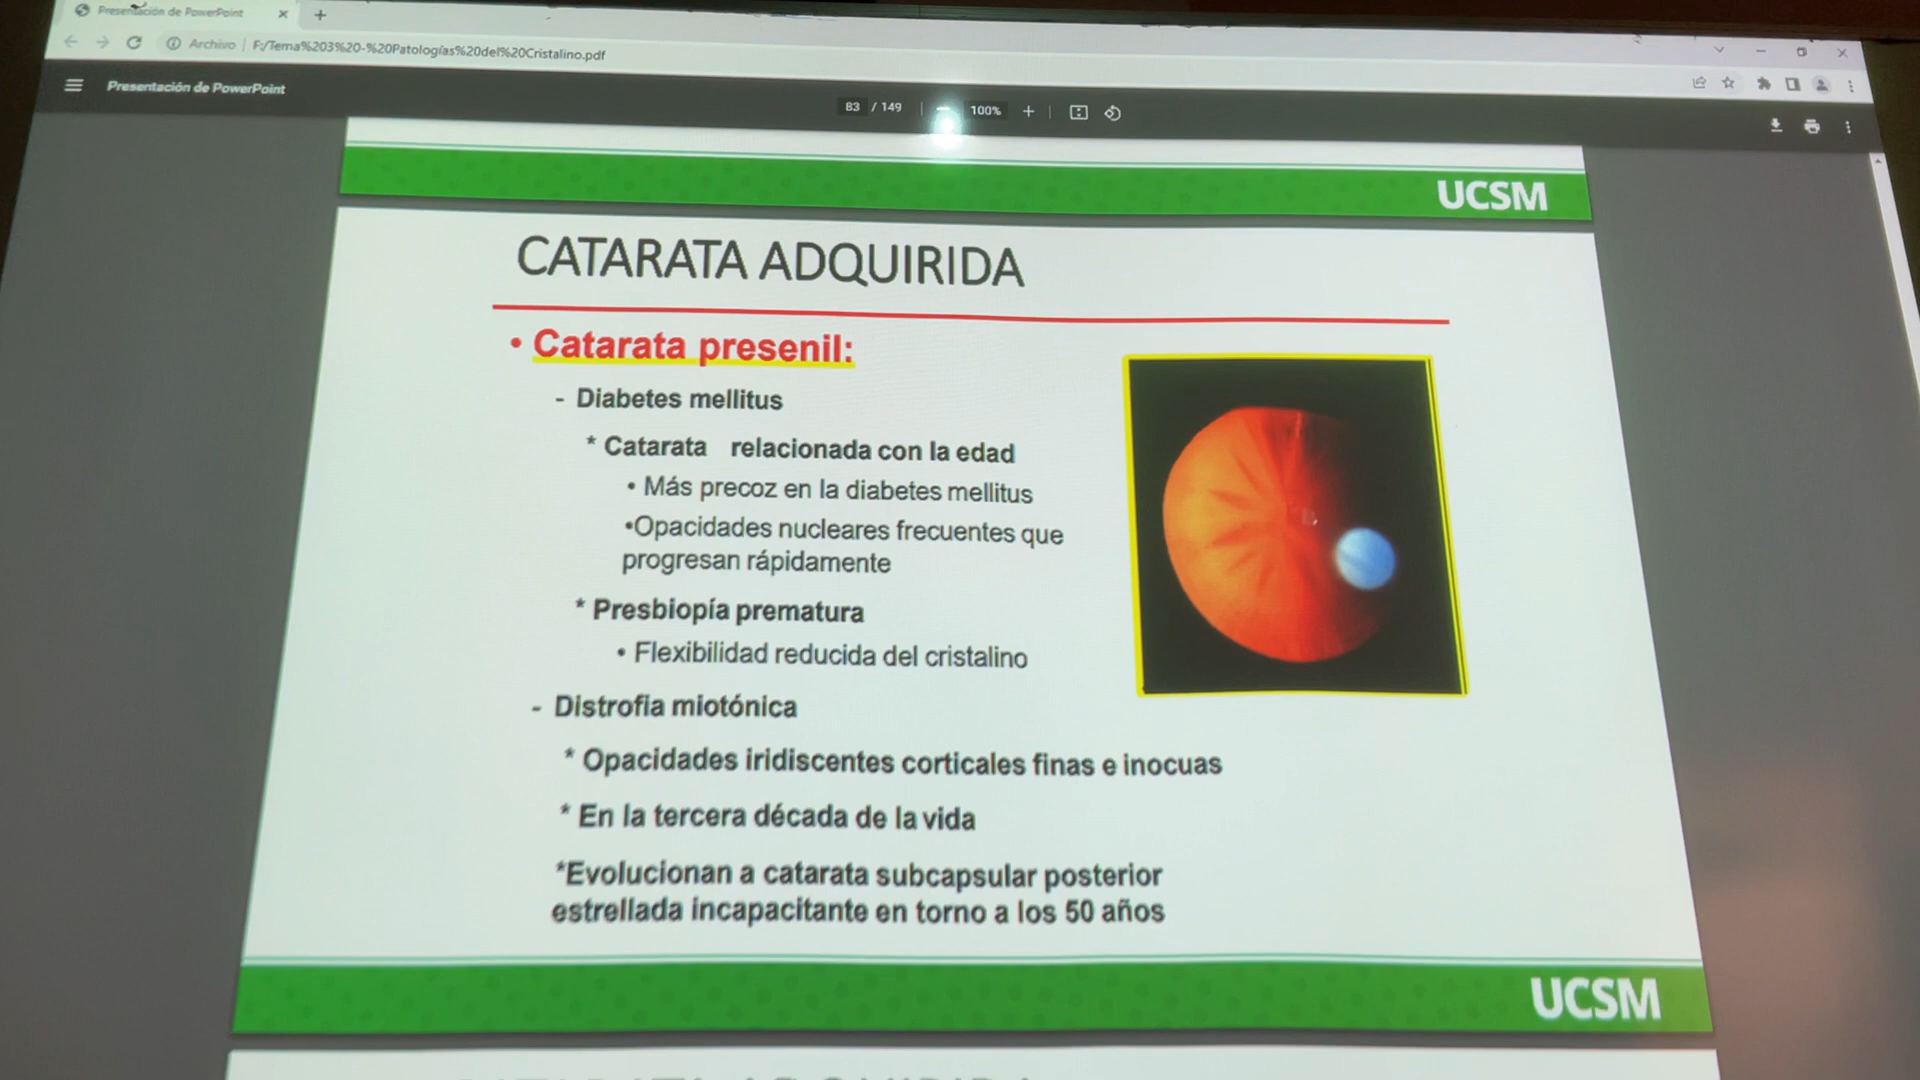 Presentación de PowerPoint
Archivo F:/Tema%203%20-%20Patologías%20del%20Cristalino.pdf
Presentación de PowerPoint
83 / 149
100%
UCSM
CATARATA ADQUIRIDA
• Catarata presenil:
- Diabetes mellitus
* Catarata relacionada con la edad
• Más precoz en la diabetes mellitus
•Opacidades nucleares frecuentes que
progresan rápidamente
* Presbiopía prematura
• Flexibilidad reducida del cristalino
- Distrofia miotónica
* Opacidades iridiscentes corticales finas e inocuas
* En la tercera década de la vida
*Evolucionan a catarata subcapsular posterior
estrellada incapacitante en torno a los 50 años
UCSM